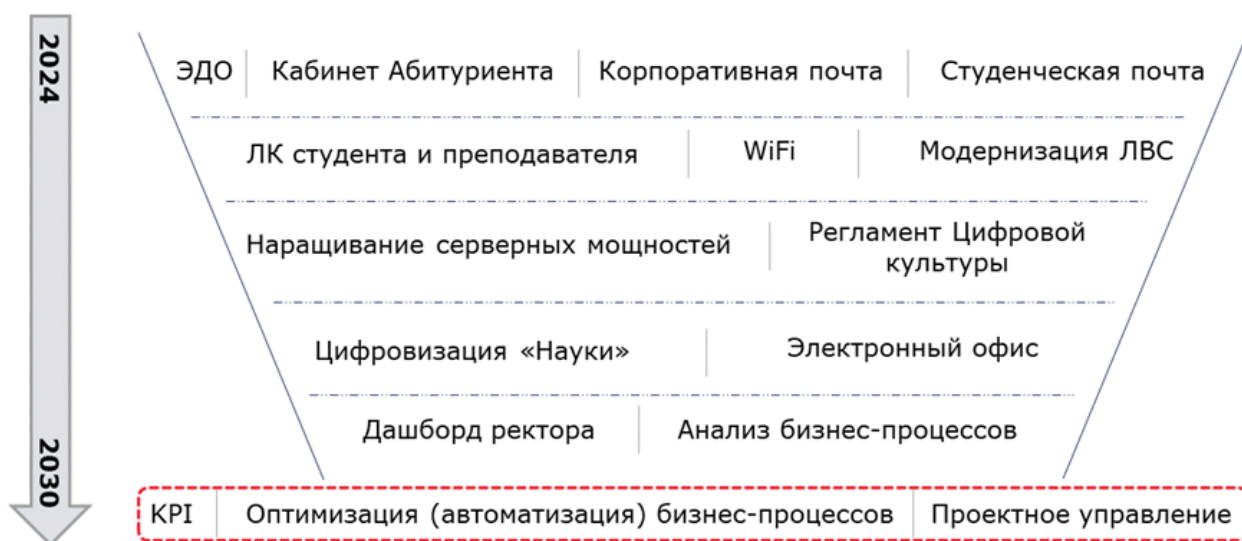 2024
ЭДО Кабинет Абитуриента Корпоративная почта Студенческая почта
ЛК студента и преподавателя WiFi Модернизация ЛВС
Наращивание серверных мощностей Регламент Цифровой
культуры
Цифровизация «Науки» Электронный офис
Дашборд ректора Анализ бизнес-процессов
2030
KPI Оптимизация (автоматизация) бизнес-процессов Проектное управление